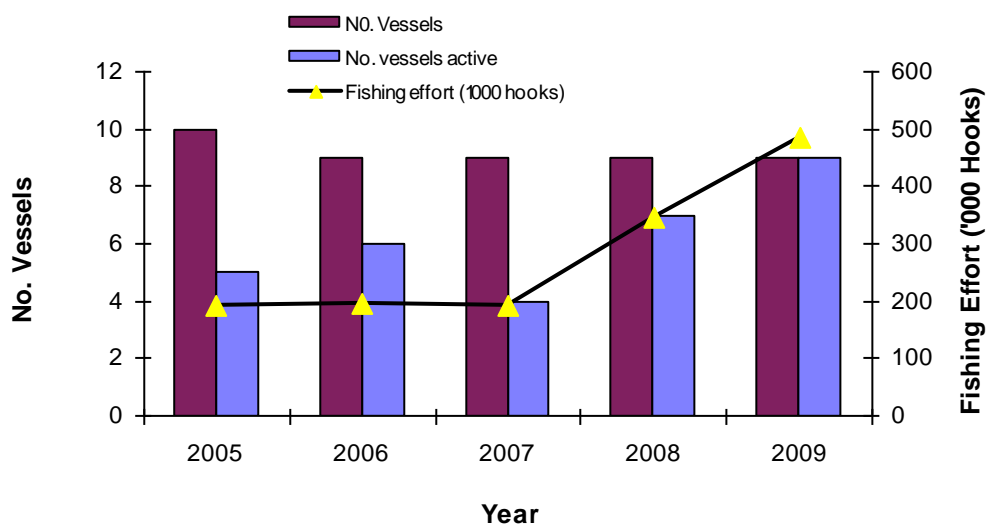 N0. Vessels
No. vessels active
Fishing effort (1000 hooks)
12
10
8
6
4
2
0
No. Vessels
600
500
400
300
200
100
0
Fishing Effort ('000 Hooks)
2005 2006 2007 2008 2009
Year